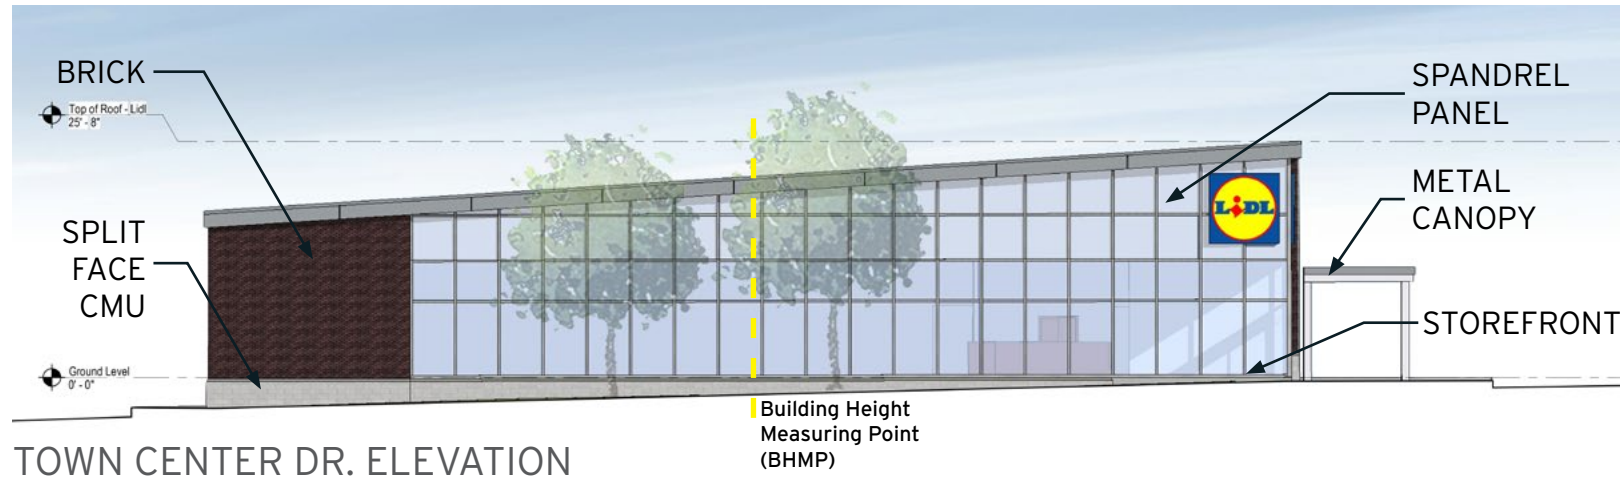 BRICK
Top of Roof - Lidl
25' - 8"
SPANDREL
PANEL
METAL
CANOPY
LIDL
SPLIT
FACE
CMU
STOREFRONT
Ground Level
0' - 0"
Building Height
Measuring Point
(BHMP)
TOWN CENTER DR. ELEVATION